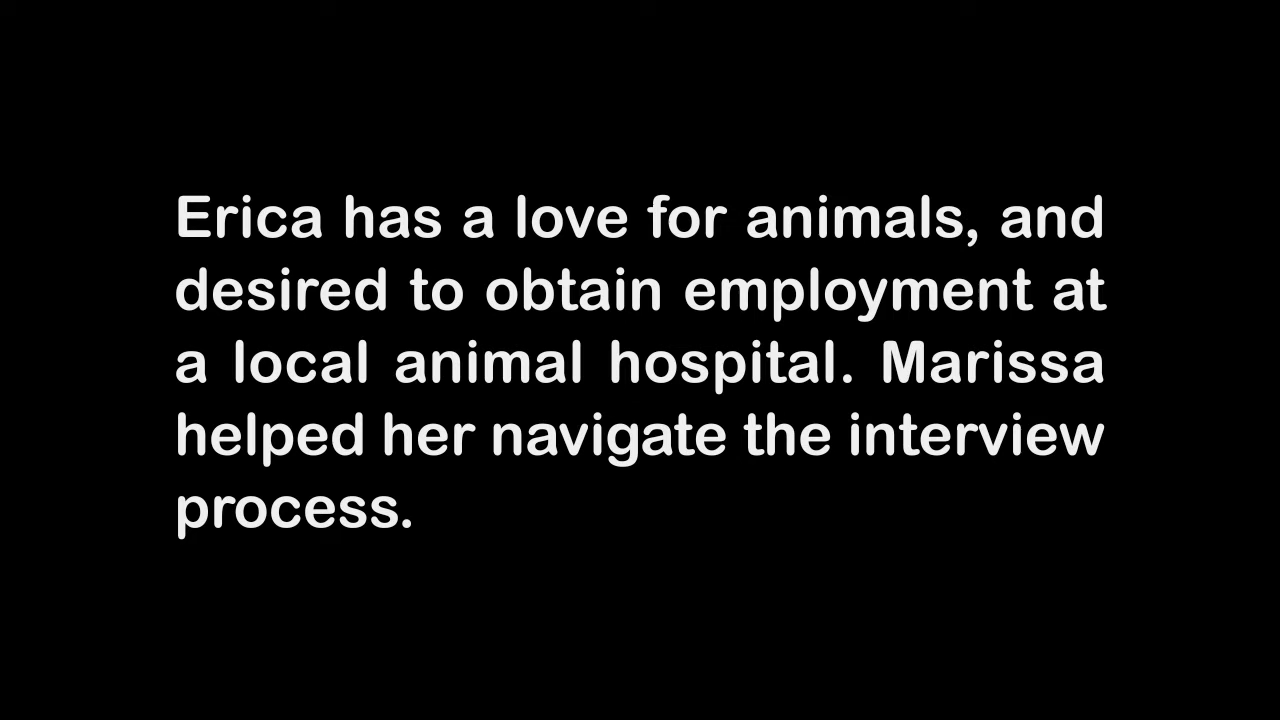 Erica has a love for animals, and
desired to obtain employment at
a local animal hospital. Marissa
helped her navigate the interview
process.